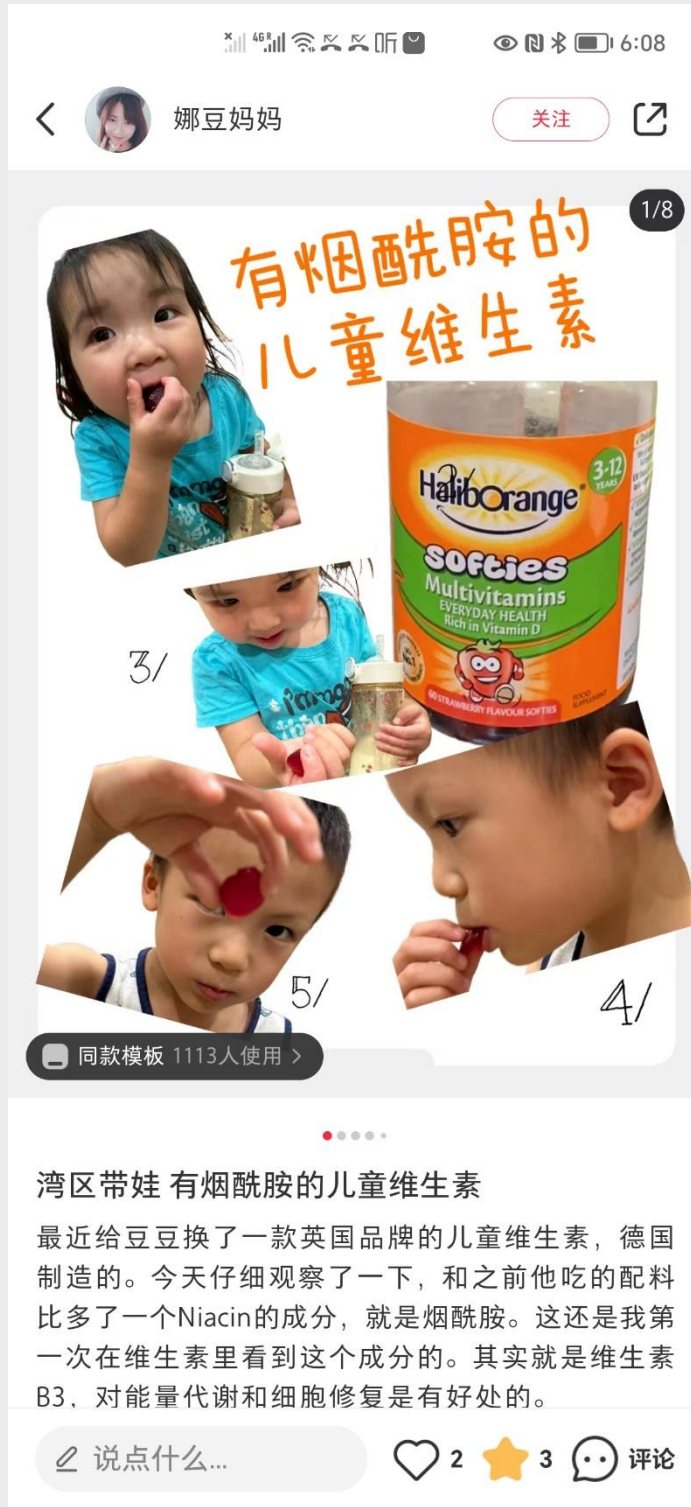 6:08
娜豆妈妈
关注
1/8
有烟酰胺的
儿童维生素
Haliborange
3-12
YEARS
softies
Multivitamins
EVERYDAY HEALTH
Rich in Vitamin D
60 STRAWBERRY FLAVOUR SOFTIES
FOOD
SUPPLEMENT
2/
3/
5/
4/
同款模板 1113人使用 >
湾区带娃 有烟酰胺的儿童维生素
最近给豆豆换了一款英国品牌的儿童维生素，德国
制造的。今天仔细观察了一下，和之前他吃的配料
比多了一个Niacin的成分，就是烟酰胺。这还是我第
一次在维生素里看到这个成分的。其实就是维生素
B3，对能量代谢和细胞修复是有好处的。
说点什么...
2
3
评论